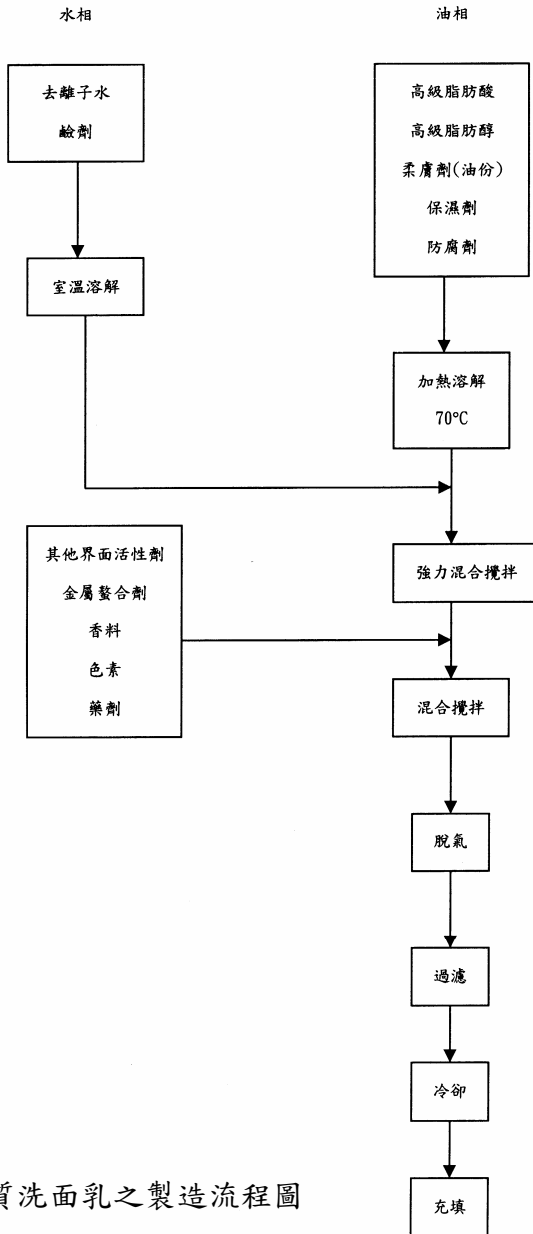 水相
油相
去離子水
鹼劑
高級脂肪酸
高級脂肪醇
柔膚劑(油份)
保濕劑
防腐劑
室溫溶解
加熱溶解
70°C
其他界面活性劑
金屬螯合劑
香料
色素
藥劑
強力混合攪拌
混合攪拌
脫氣
過濾
冷卻
充填
質洗面乳之製造流程圖